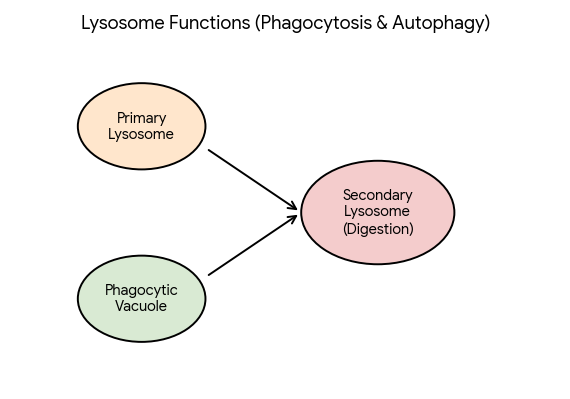 Lysosome Functions (Phagocytosis & Autophagy)
Primary
Lysosome
Secondary
Lysosome
(Digestion)
Phagocytic
Vacuole